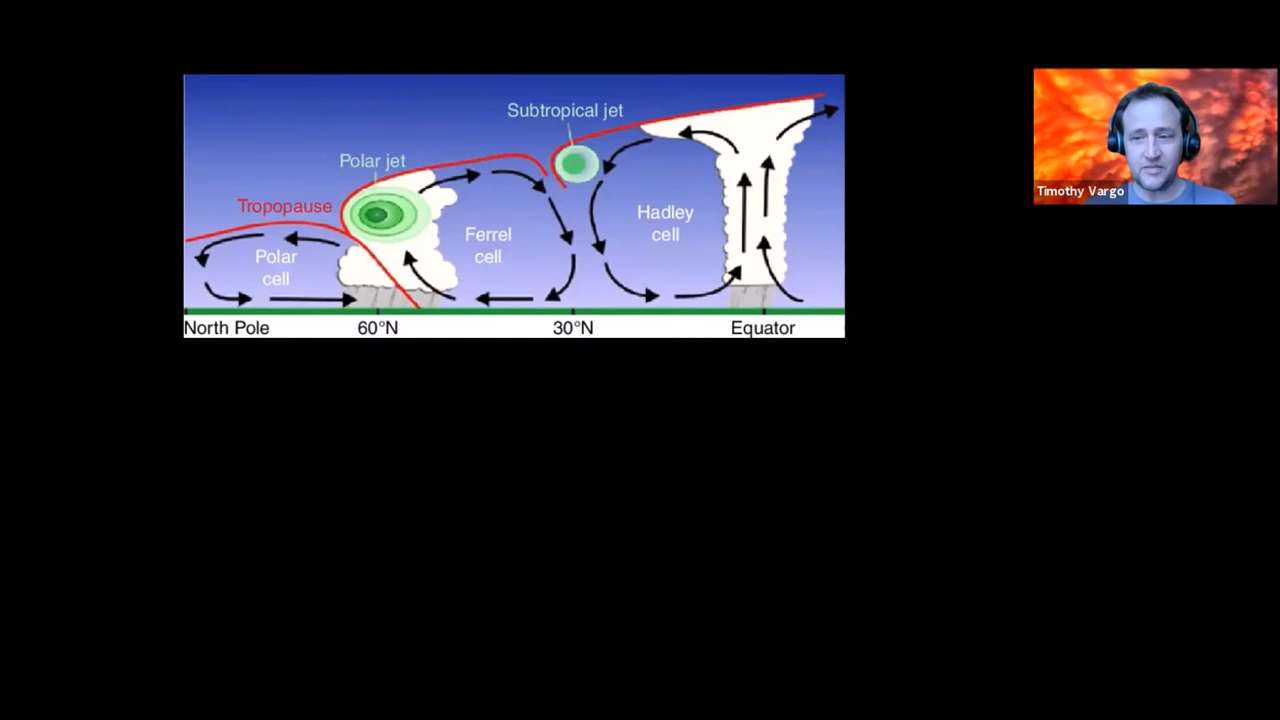 Subtropical jet
Polar jet
Tropopause
Polar
cell
Ferrel
cell
Hadley
cell
North Pole
60°N
30°N
Equator
Timothy Vargo